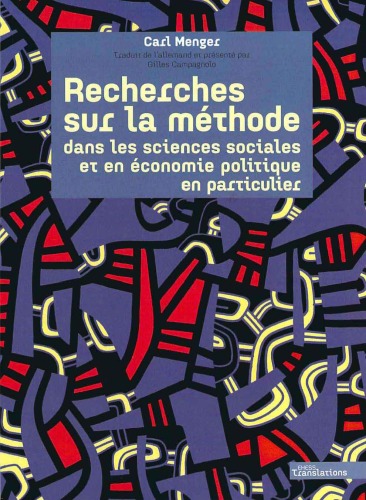 Carl Menger
Traduit de l'allemand et présenté par
Gilles Campagnolo
Recherches
sur la méthode
dans les sciences sociales
et en économie politique
en particulier
EHESS
Translations